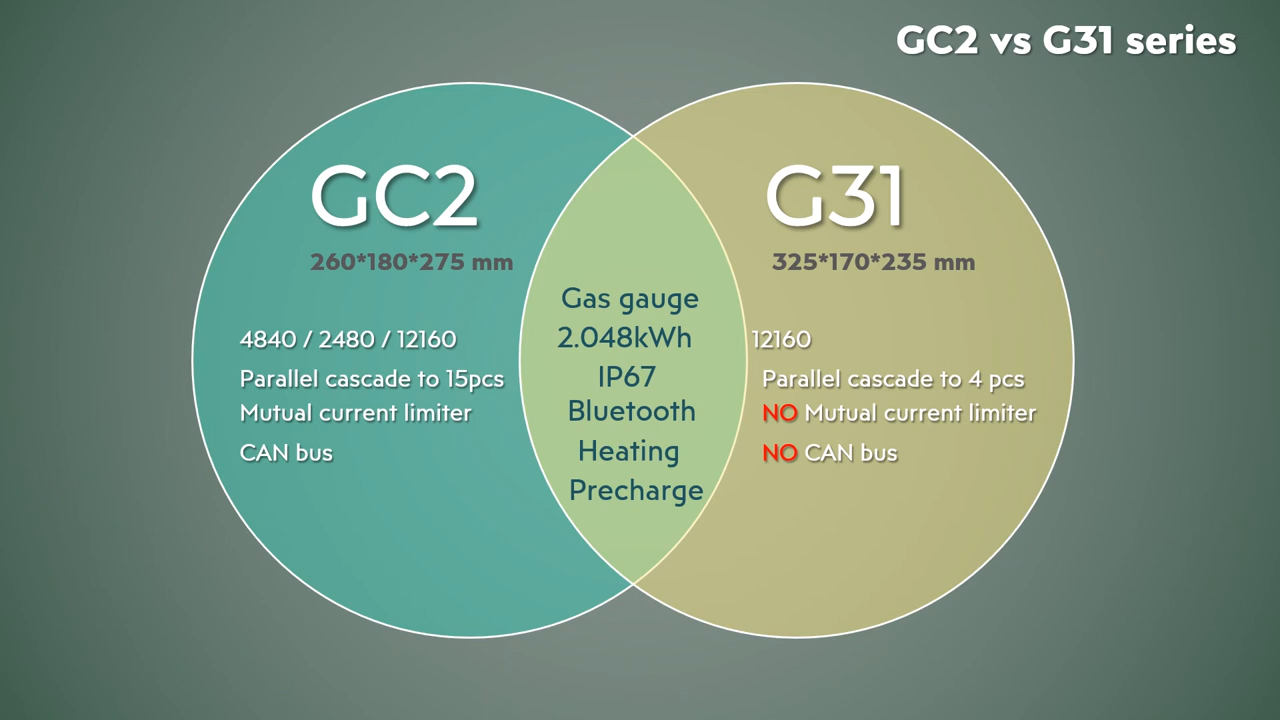 GC2 vs G31 series
GC2
260*180*275 mm
4840 / 2480 / 12160
Parallel cascade to 15pcs
Mutual current limiter
CAN bus
Gas gauge
2.048kWh
IP67
Bluetooth
Heating
Precharge
G31
325*170*235 mm
12160
Parallel cascade to 4 pcs
NO Mutual current limiter
NO CAN bus